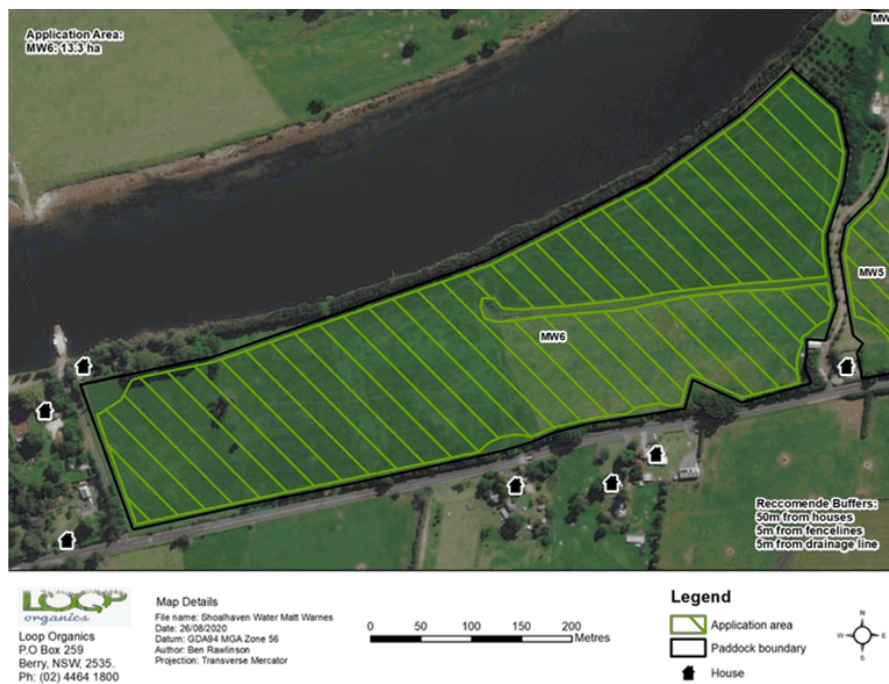 Application Area:
MW6: 13.3 ha
MW
MW5
MW6
Reccomende Buffers:
50m from houses
5m from fencelines
5m from drainage line
LOOP
organics
Loop Organics
P.O Box 259
Berry, NSW, 2535.
Ph: (02) 4464 1800
Map Details
File name: Shoalhaven Water Matt Warnes
Date: 26/08/2020
Datum: GDA94 MGA Zone 56
Author: Ben Rawlinson
Projection: Transverse Mercator
0 50 100 200
Metres
Legend
Application area
Paddock boundary
House
N
W E
S